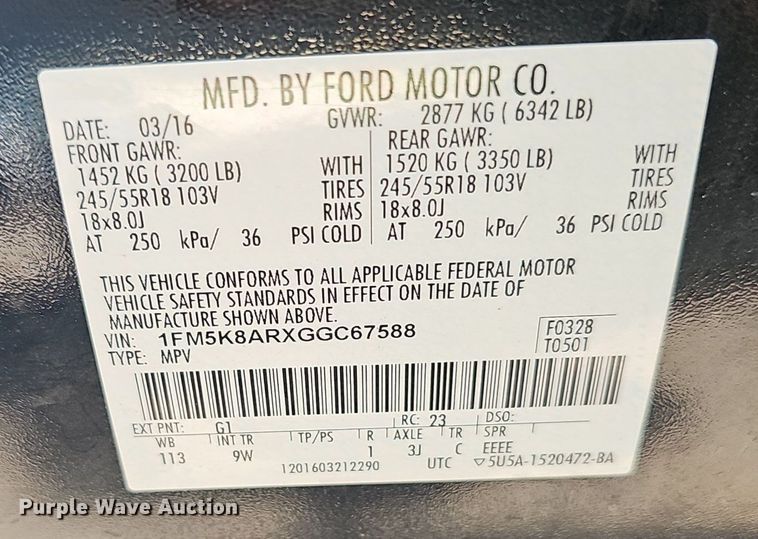 MFD. BY FORD MOTOR CO.
DATE: 03/16 GVWR: 2877 KG ( 6342 LB)
FRONT GAWR: REAR GAWR:
1452 KG ( 3200 LB) WITH 1520 KG ( 3350 LB) WITH
245/55R18 103V TIRES 245/55R18 103V TIRES
18x8.0J RIMS 18x8.0J RIMS
AT 250 kPa/ 36 PSI COLD AT 250 kPa/ 36 PSI COLD
THIS VEHICLE CONFORMS TO ALL APPLICABLE FEDERAL MOTOR
VEHICLE SAFETY STANDARDS IN EFFECT ON THE DATE OF
MANUFACTURE SHOWN ABOVE.
VIN: 1FM5K8ARXGGC67588 F0328
TYPE: MPV T0501
EXT PNT: G1 RC: 23 DSO:
WB INT TR TP/PS R AXLE TR SPR
113 9W 1 3J C EEEE
1201603212290 UTC ▽5U5A-1520472-BA
Purple Wave Auction